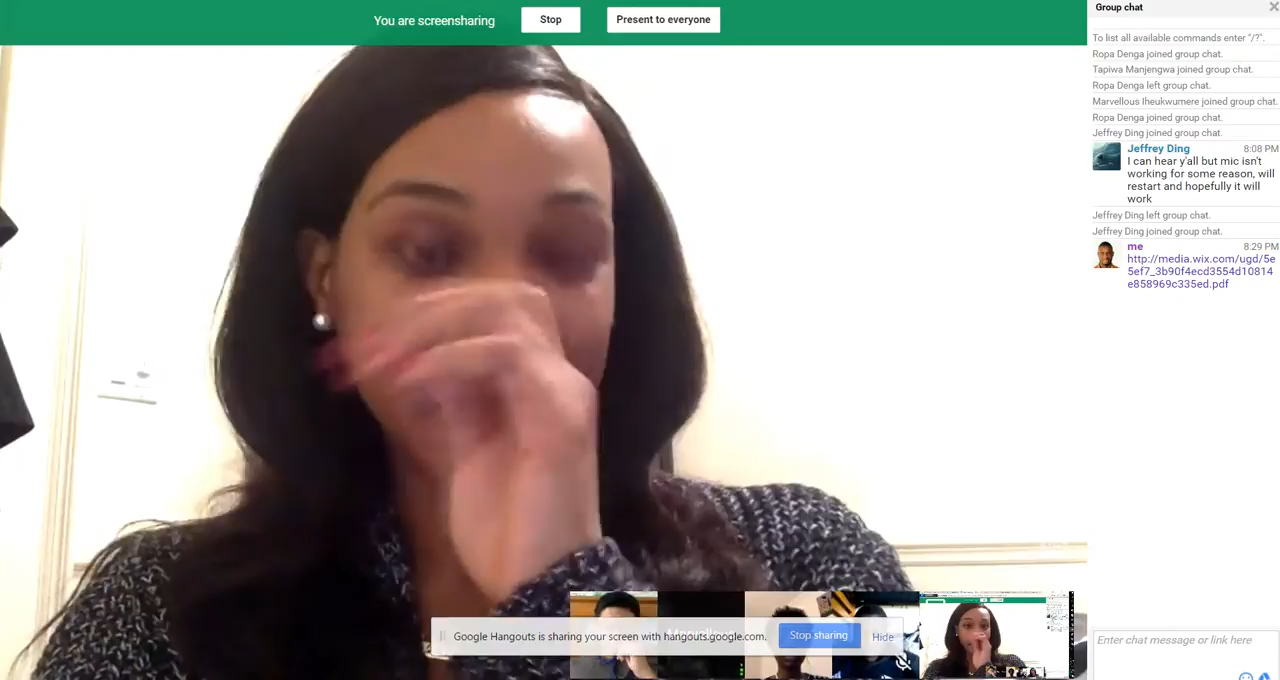 You are screensharing
Stop
Present to everyone
Group chat
To list all available commands enter "/?".
Ropa Denga joined group chat.
Tapiwa Manjengwa joined group chat.
Ropa Denga left group chat.
Marvellous Iheukwumere joined group chat.
Ropa Denga joined group chat.
Jeffrey Ding joined group chat.
Jeffrey Ding 8:08 PM
I can hear y'all but mic isn't
working for some reason, will
restart and hopefully it will
work
Jeffrey Ding left group chat.
Jeffrey Ding joined group chat.
me 8:29 PM
http://media.wix.com/ugd/5e
5ef7_3b90f4ecd3554d10814
e858969c335ed.pdf
Google Hangouts is sharing your screen with hangouts.google.com.
Stop sharing
Hide
Enter chat message or link here